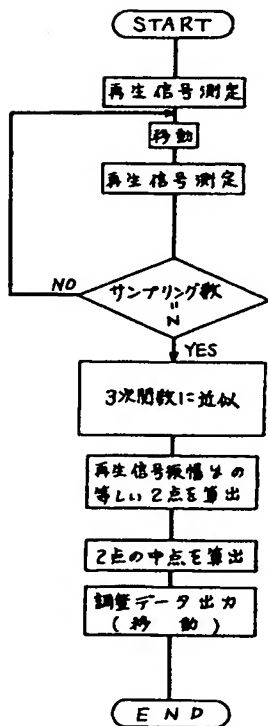 START
再生信号測定
移動
再生信号測定
サンプリング数
=
N
NO
YES
3次関数に近似
再生信号振幅
等しい2点を算出
2点の中点を算出
調整データ出力
(移動)
END